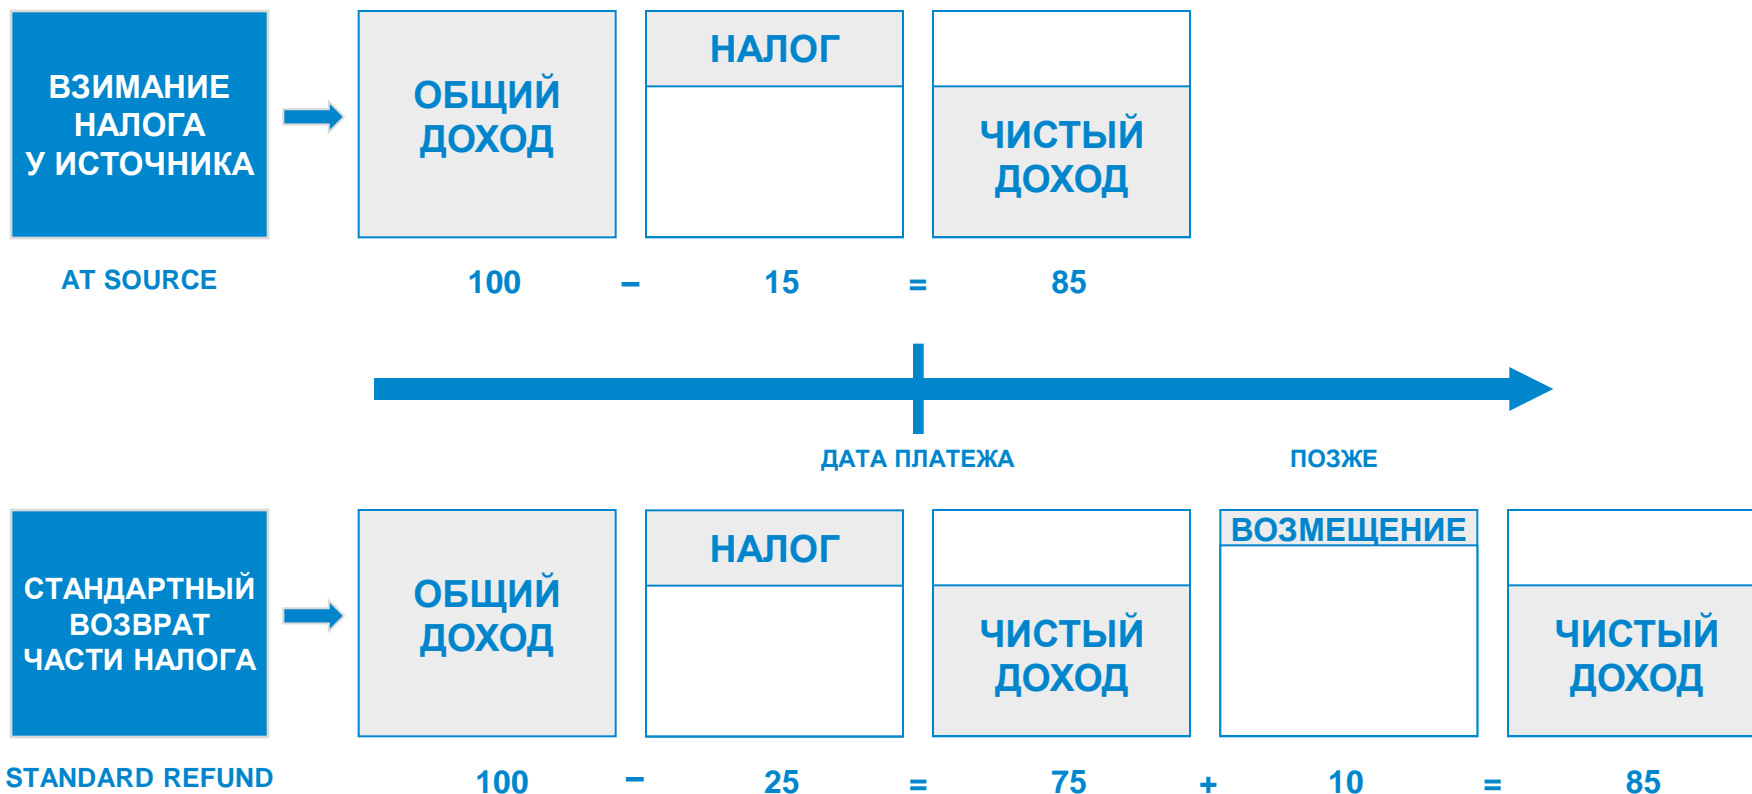 ВЗИМАНИЕ
НАЛОГА
У ИСТОЧНИКА
ОБЩИЙ
ДОХОД
НАЛОГ
ЧИСТЫЙ
ДОХОД
AT SOURCE
100 – 15 = 85
ДАТА ПЛАТЕЖА
ПОЗЖЕ
СТАНДАРТНЫЙ
ВОЗВРАТ
ЧАСТИ НАЛОГА
ОБЩИЙ
ДОХОД
НАЛОГ
ЧИСТЫЙ
ДОХОД
ВОЗМЕЩЕНИЕ
ЧИСТЫЙ
ДОХОД
STANDARD REFUND
100 – 25 = 75 + 10 = 85